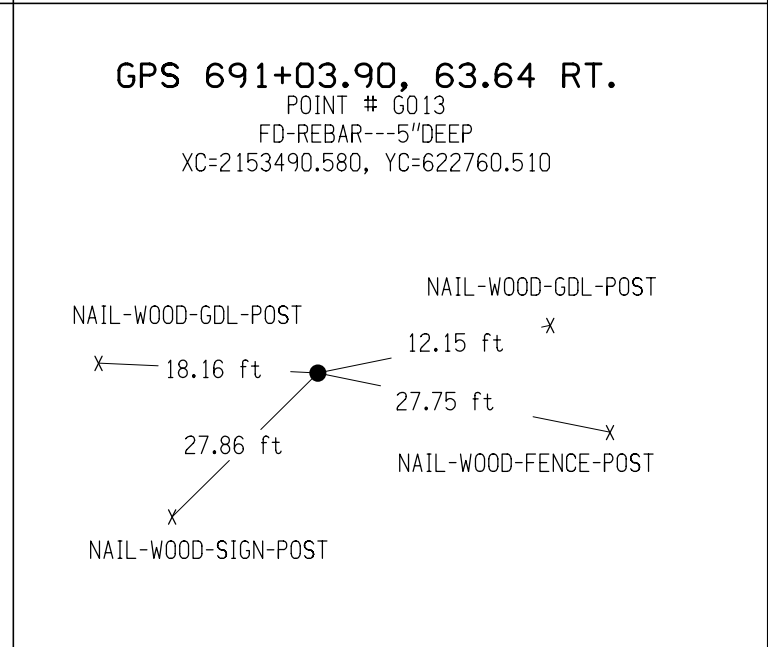 GPS 691+03.90, 63.64 RT.
POINT # G013
FD-REBAR---5"DEEP
XC=2153490.580, YC=622760.510
NAIL-WOOD-GDL-POST
NAIL-WOOD-GDL-POST
12.15 ft
18.16 ft
27.75 ft
27.86 ft
NAIL-WOOD-FENCE-POST
NAIL-WOOD-SIGN-POST